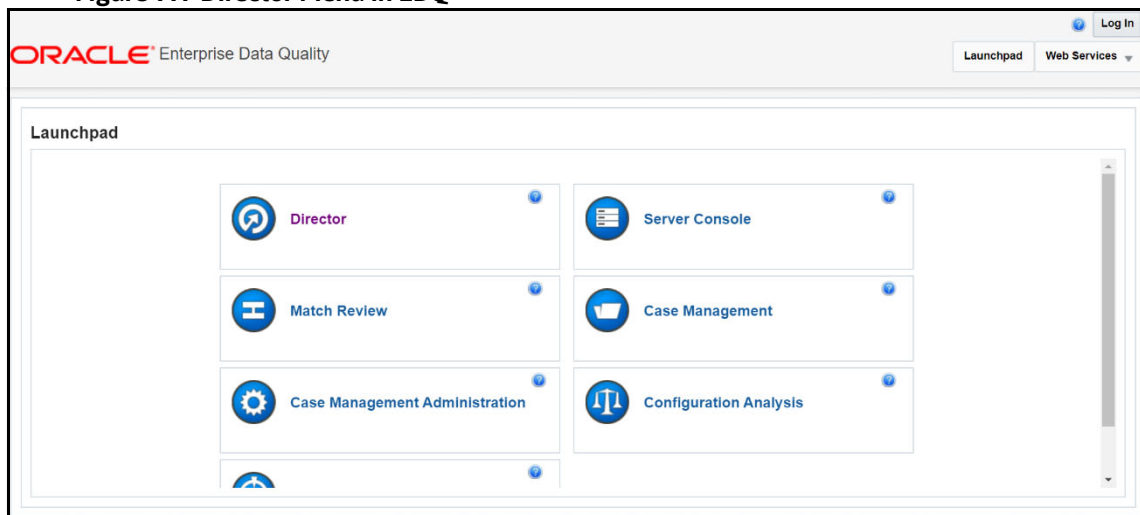 Log In
ORACLE Enterprise Data Quality
Launchpad
Web Services
Launchpad
Director
Server Console
Match Review
Case Management
Case Management Administration
Configuration Analysis